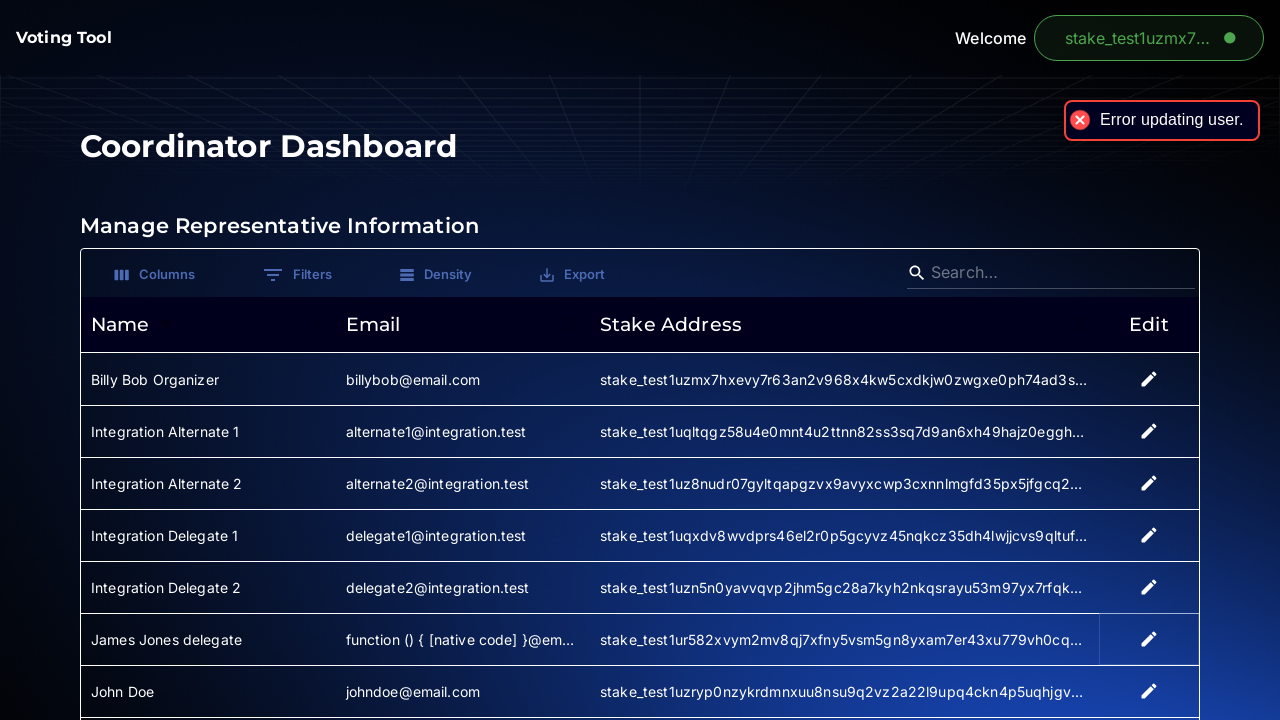 Voting Tool
Welcome
stake_test1uzmx7...
Error updating user.
Coordinator Dashboard
Manage Representative Information
Columns Filters Density Export Search...
Name Email Stake Address Edit
Billy Bob Organizer billybob@email.com stake_test1uzmx7hxevy7r63an2v968x4kw5cxdkjw0zwgxe0ph74ad3s...
Integration Alternate 1 alternate1@integration.test stake_test1uqltqgz58u4e0mnt4u2ttnn82ss3sq7d9an6xh49hajz0eggh...
Integration Alternate 2 alternate2@integration.test stake_test1uz8nudr07gyltqapgzvx9avyxcwp3cxnnlmgfd35px5jfgcq2...
Integration Delegate 1 delegate1@integration.test stake_test1uqxdv8wvdprs46el2r0p5gcyvz45nqkcz35dh4lwjjcvs9qltuf...
Integration Delegate 2 delegate2@integration.test stake_test1uzn5n0yavvqvp2jhm5gc28a7kyh2nkqsrayu53m97yx7rfqk...
James Jones delegate function () { [native code] }@em... stake_test1ur582xvym2mv8qj7xfny5vsm5gn8yxam7er43xu779vh0cq...
John Doe johndoe@email.com stake_test1uzryp0nzykrdmnxuu8nsu9q2vz2a22l9upq4ckn4p5uqhjgv...